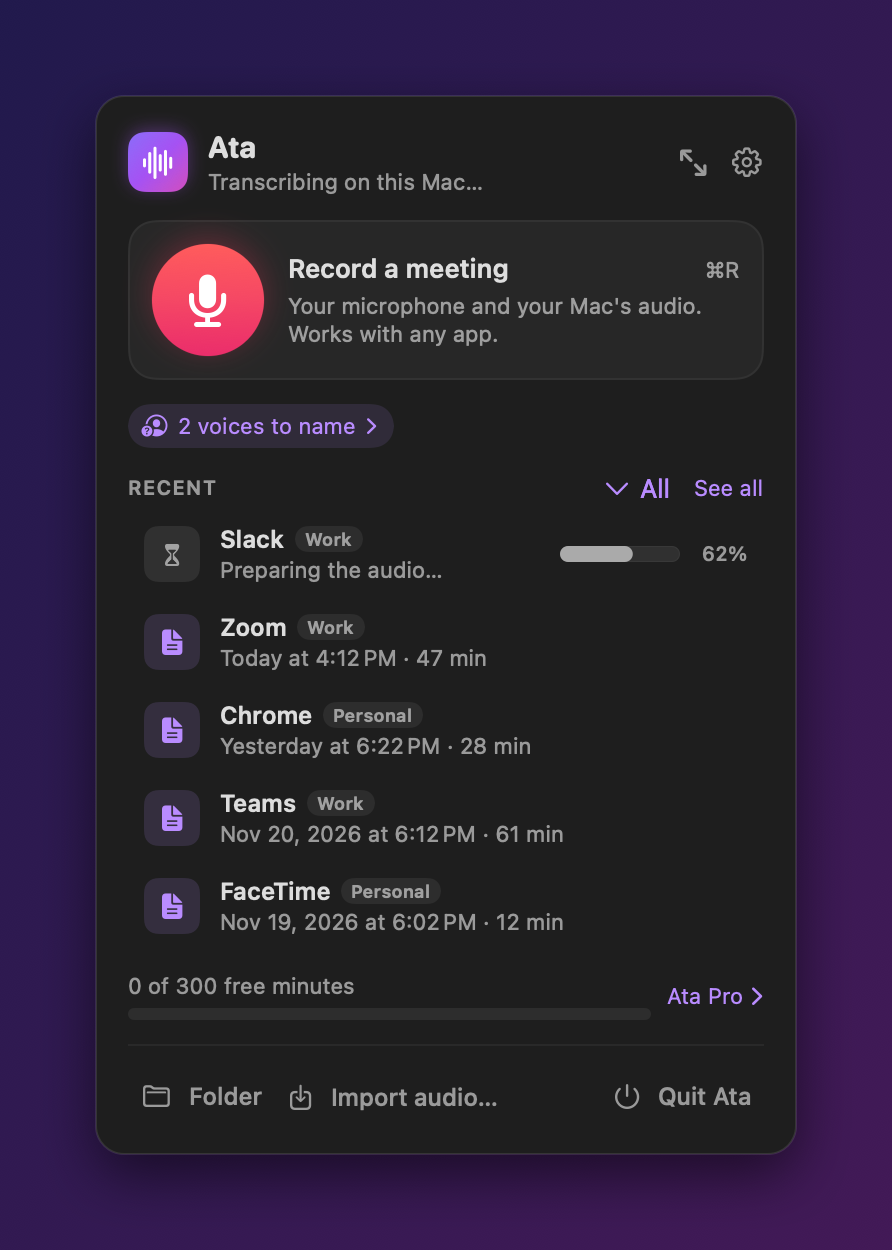 Ata
Transcribing on this Mac...
Record a meeting
⌘R
Your microphone and your Mac's audio.
Works with any app.
2 voices to name
RECENT
All
See all
Slack Work
Preparing the audio...
62%
Zoom Work
Today at 4:12 PM · 47 min
Chrome Personal
Yesterday at 6:22 PM · 28 min
Teams Work
Nov 20, 2026 at 6:12 PM · 61 min
FaceTime Personal
Nov 19, 2026 at 6:02 PM · 12 min
0 of 300 free minutes
Ata Pro
Folder
Import audio...
Quit Ata